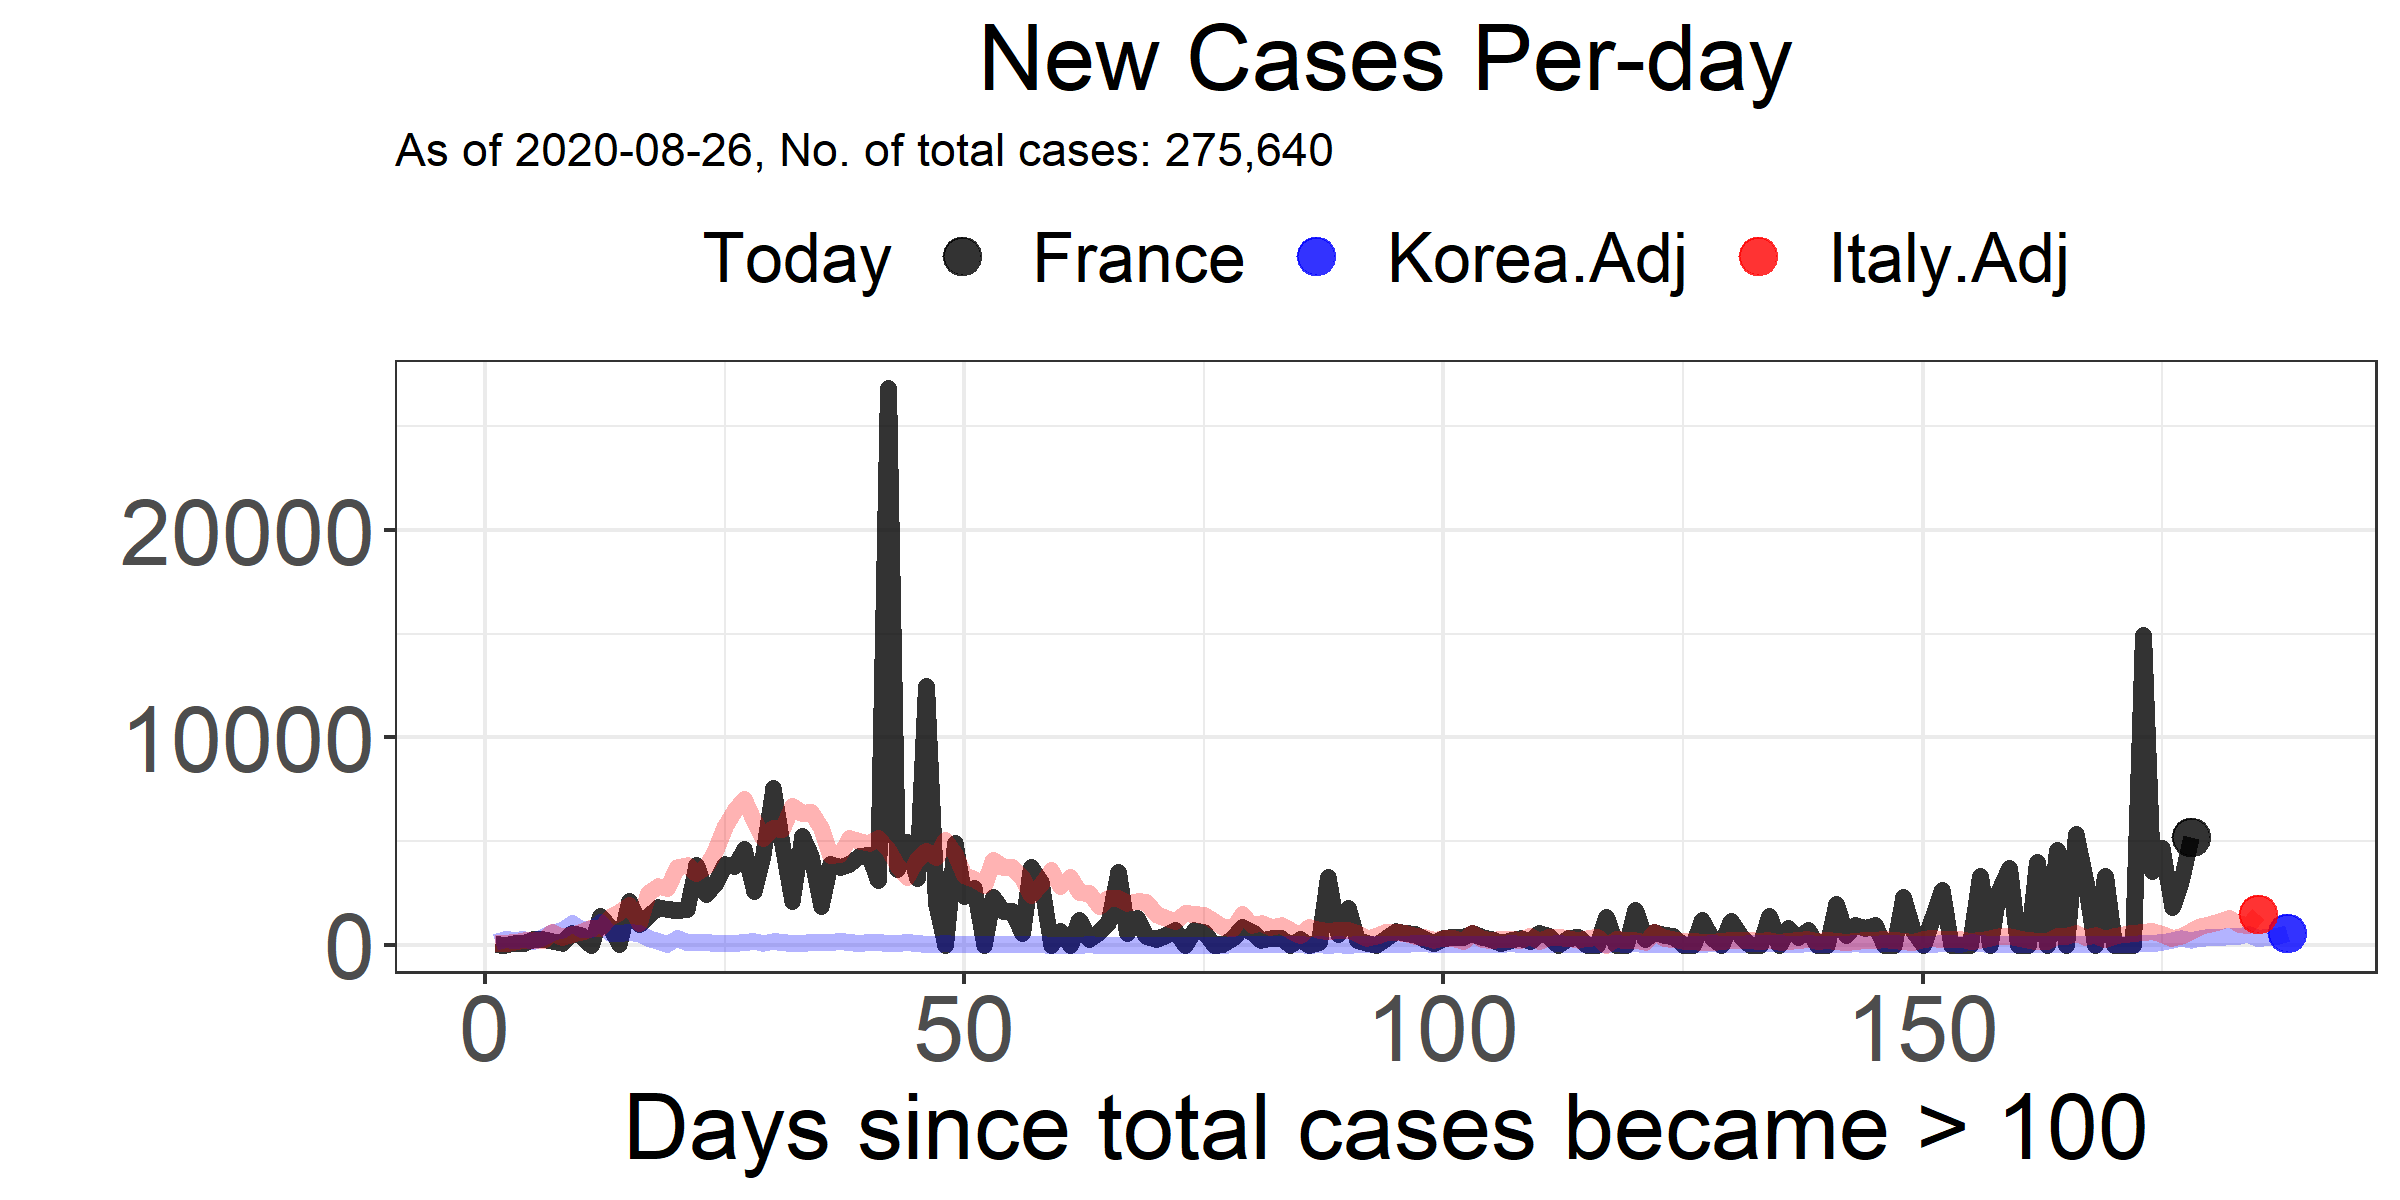 New Cases Per-day
As of 2020-08-26, No. of total cases: 275,640
Today France Korea.Adj Italy.Adj
20000
10000
0
0 50 100 150
Days since total cases became > 100